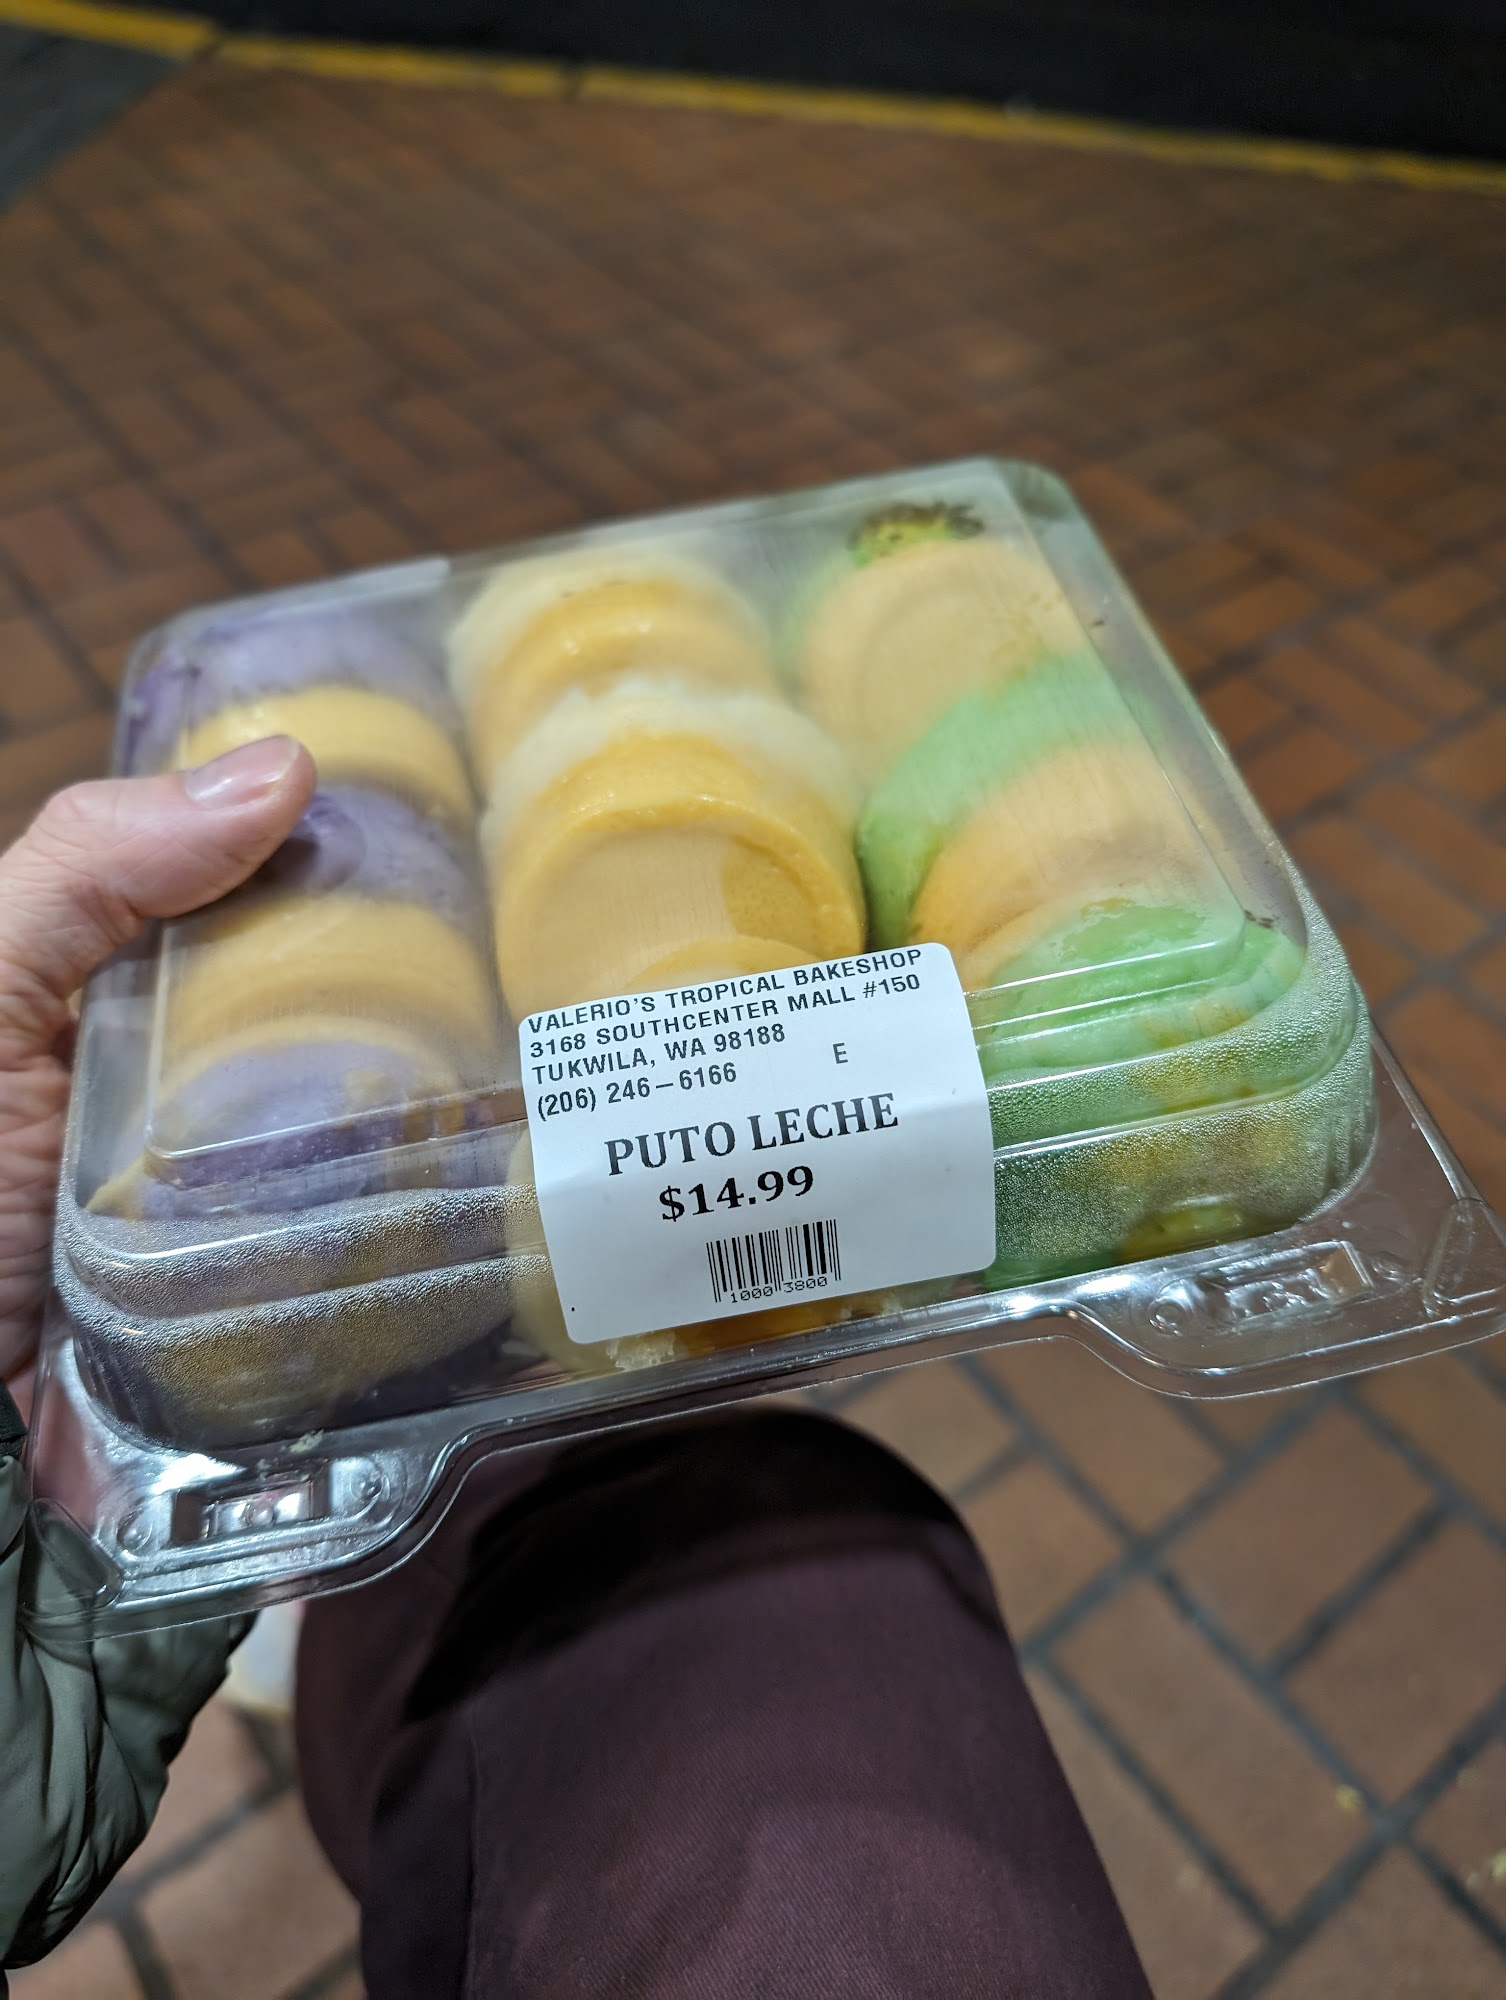 VALERIO'S TROPICAL BAKESHOP
3168 SOUTHCENTER MALL #150
TUKWILA, WA 98188
E
(206) 246-6166
PUTO LECHE
$14.99
1000 3800